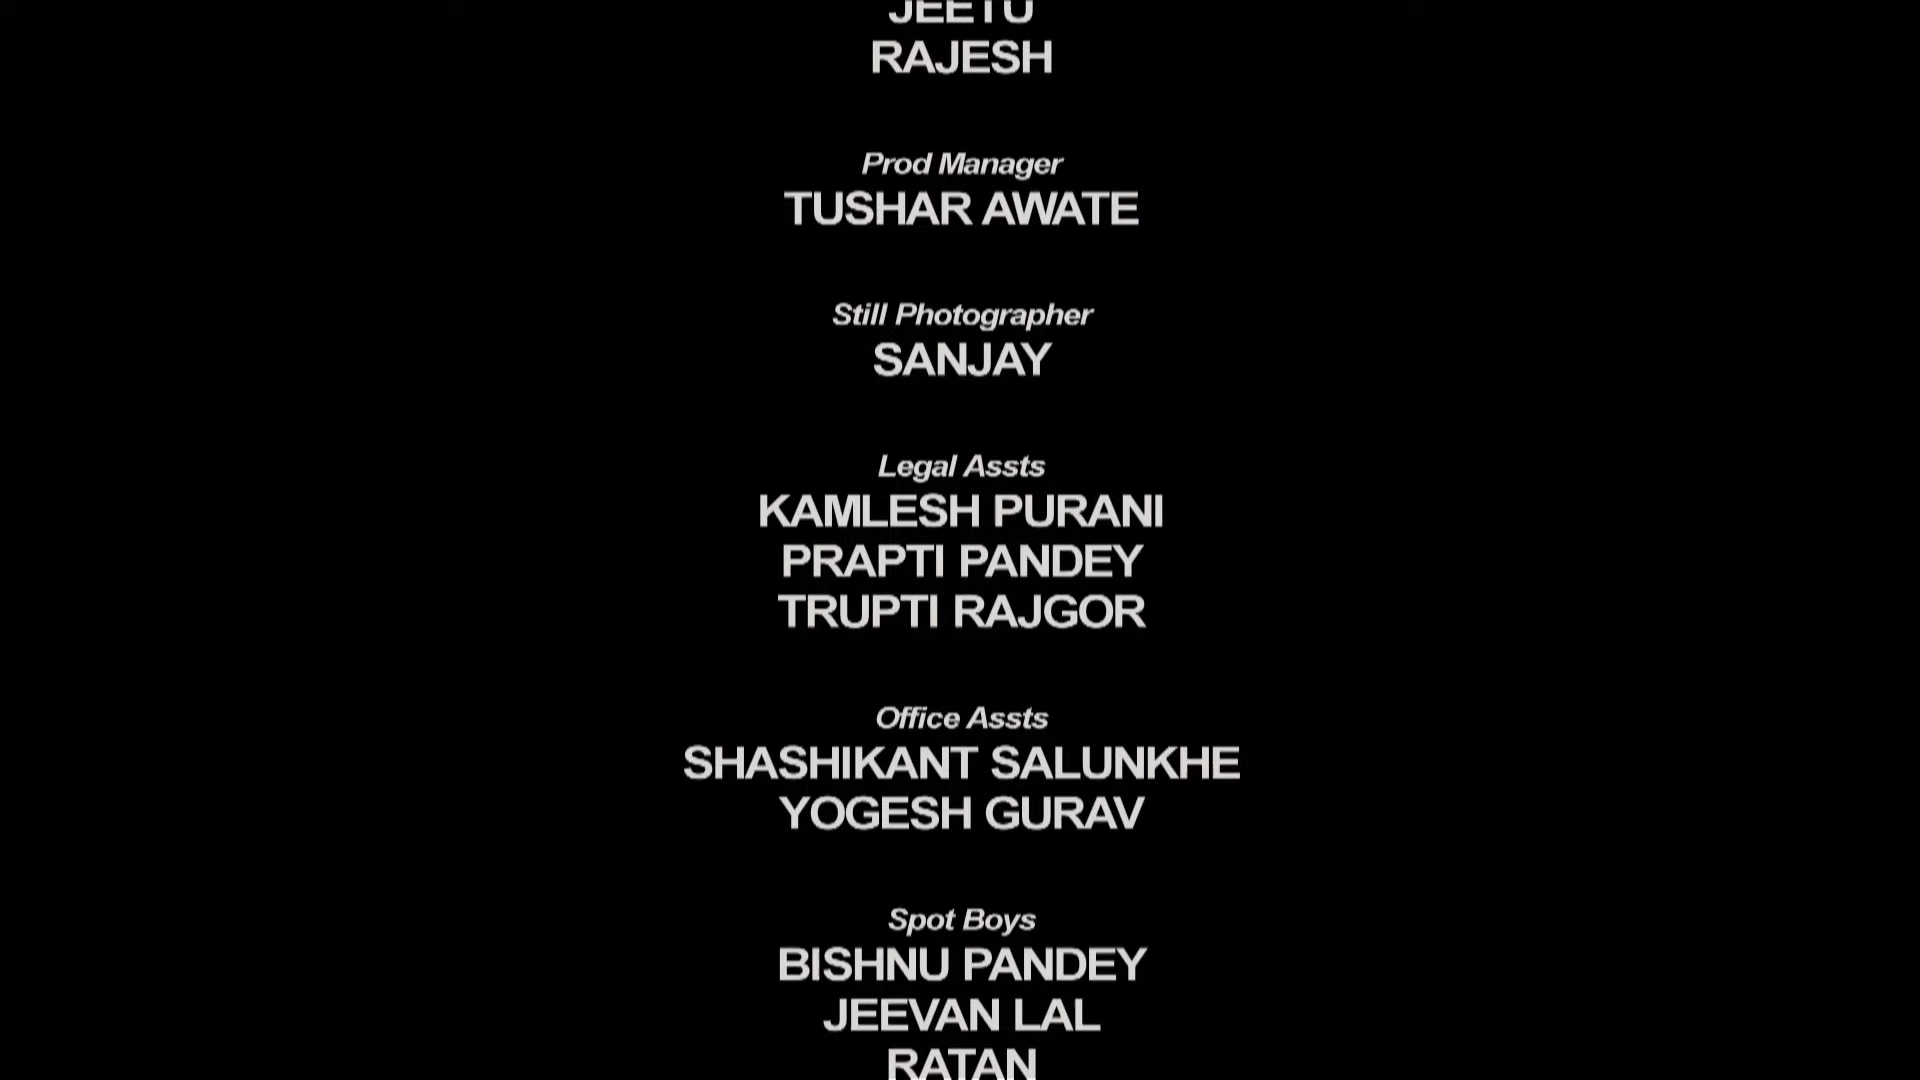 JEETU
RAJESH
Prod Manager
TUSHAR AWATE
Still Photographer
SANJAY
Legal Assts
KAMLESH PURANI
PRAPTI PANDEY
TRUPTI RAJGOR
Office Assts
SHASHIKANT SALUNKHE
YOGESH GURAV
Spot Boys
BISHNU PANDEY
JEEVAN LAL
RATAN